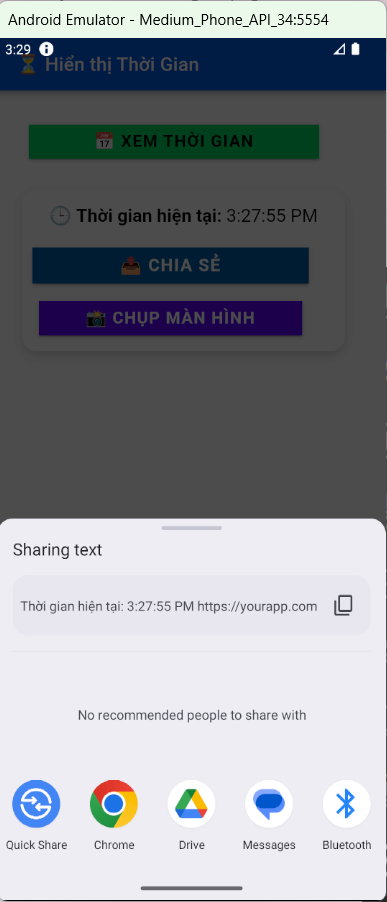 Android Emulator - Medium_Phone_API_34:5554
3:29
⏳ Hiển thị Thời Gian
📅 XEM THỜI GIAN
🕒 Thời gian hiện tại: 3:27:55 PM
📤 CHIA SẺ
📸 CHỤP MÀN HÌNH
Sharing text
Thời gian hiện tại: 3:27:55 PM https://yourapp.com
No recommended people to share with
Quick Share Chrome Drive Messages Bluetooth